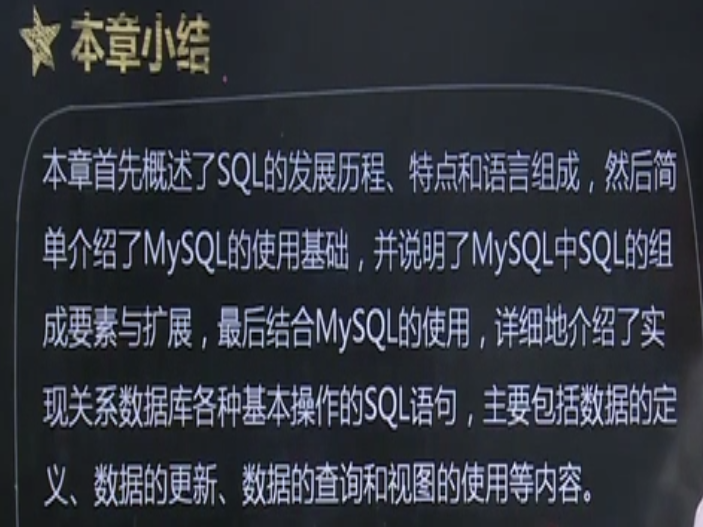 本章小结
本章首先概述了SQL的发展历程、特点和语言组成，然后简
单介绍了MySQL的使用基础，并说明了MySQL中SQL的组
成要素与扩展，最后结合MySQL的使用，详细地介绍了实
现关系数据库各种基本操作的SQL语句，主要包括数据的定
义、数据的更新、数据的查询和视图的使用等内容。